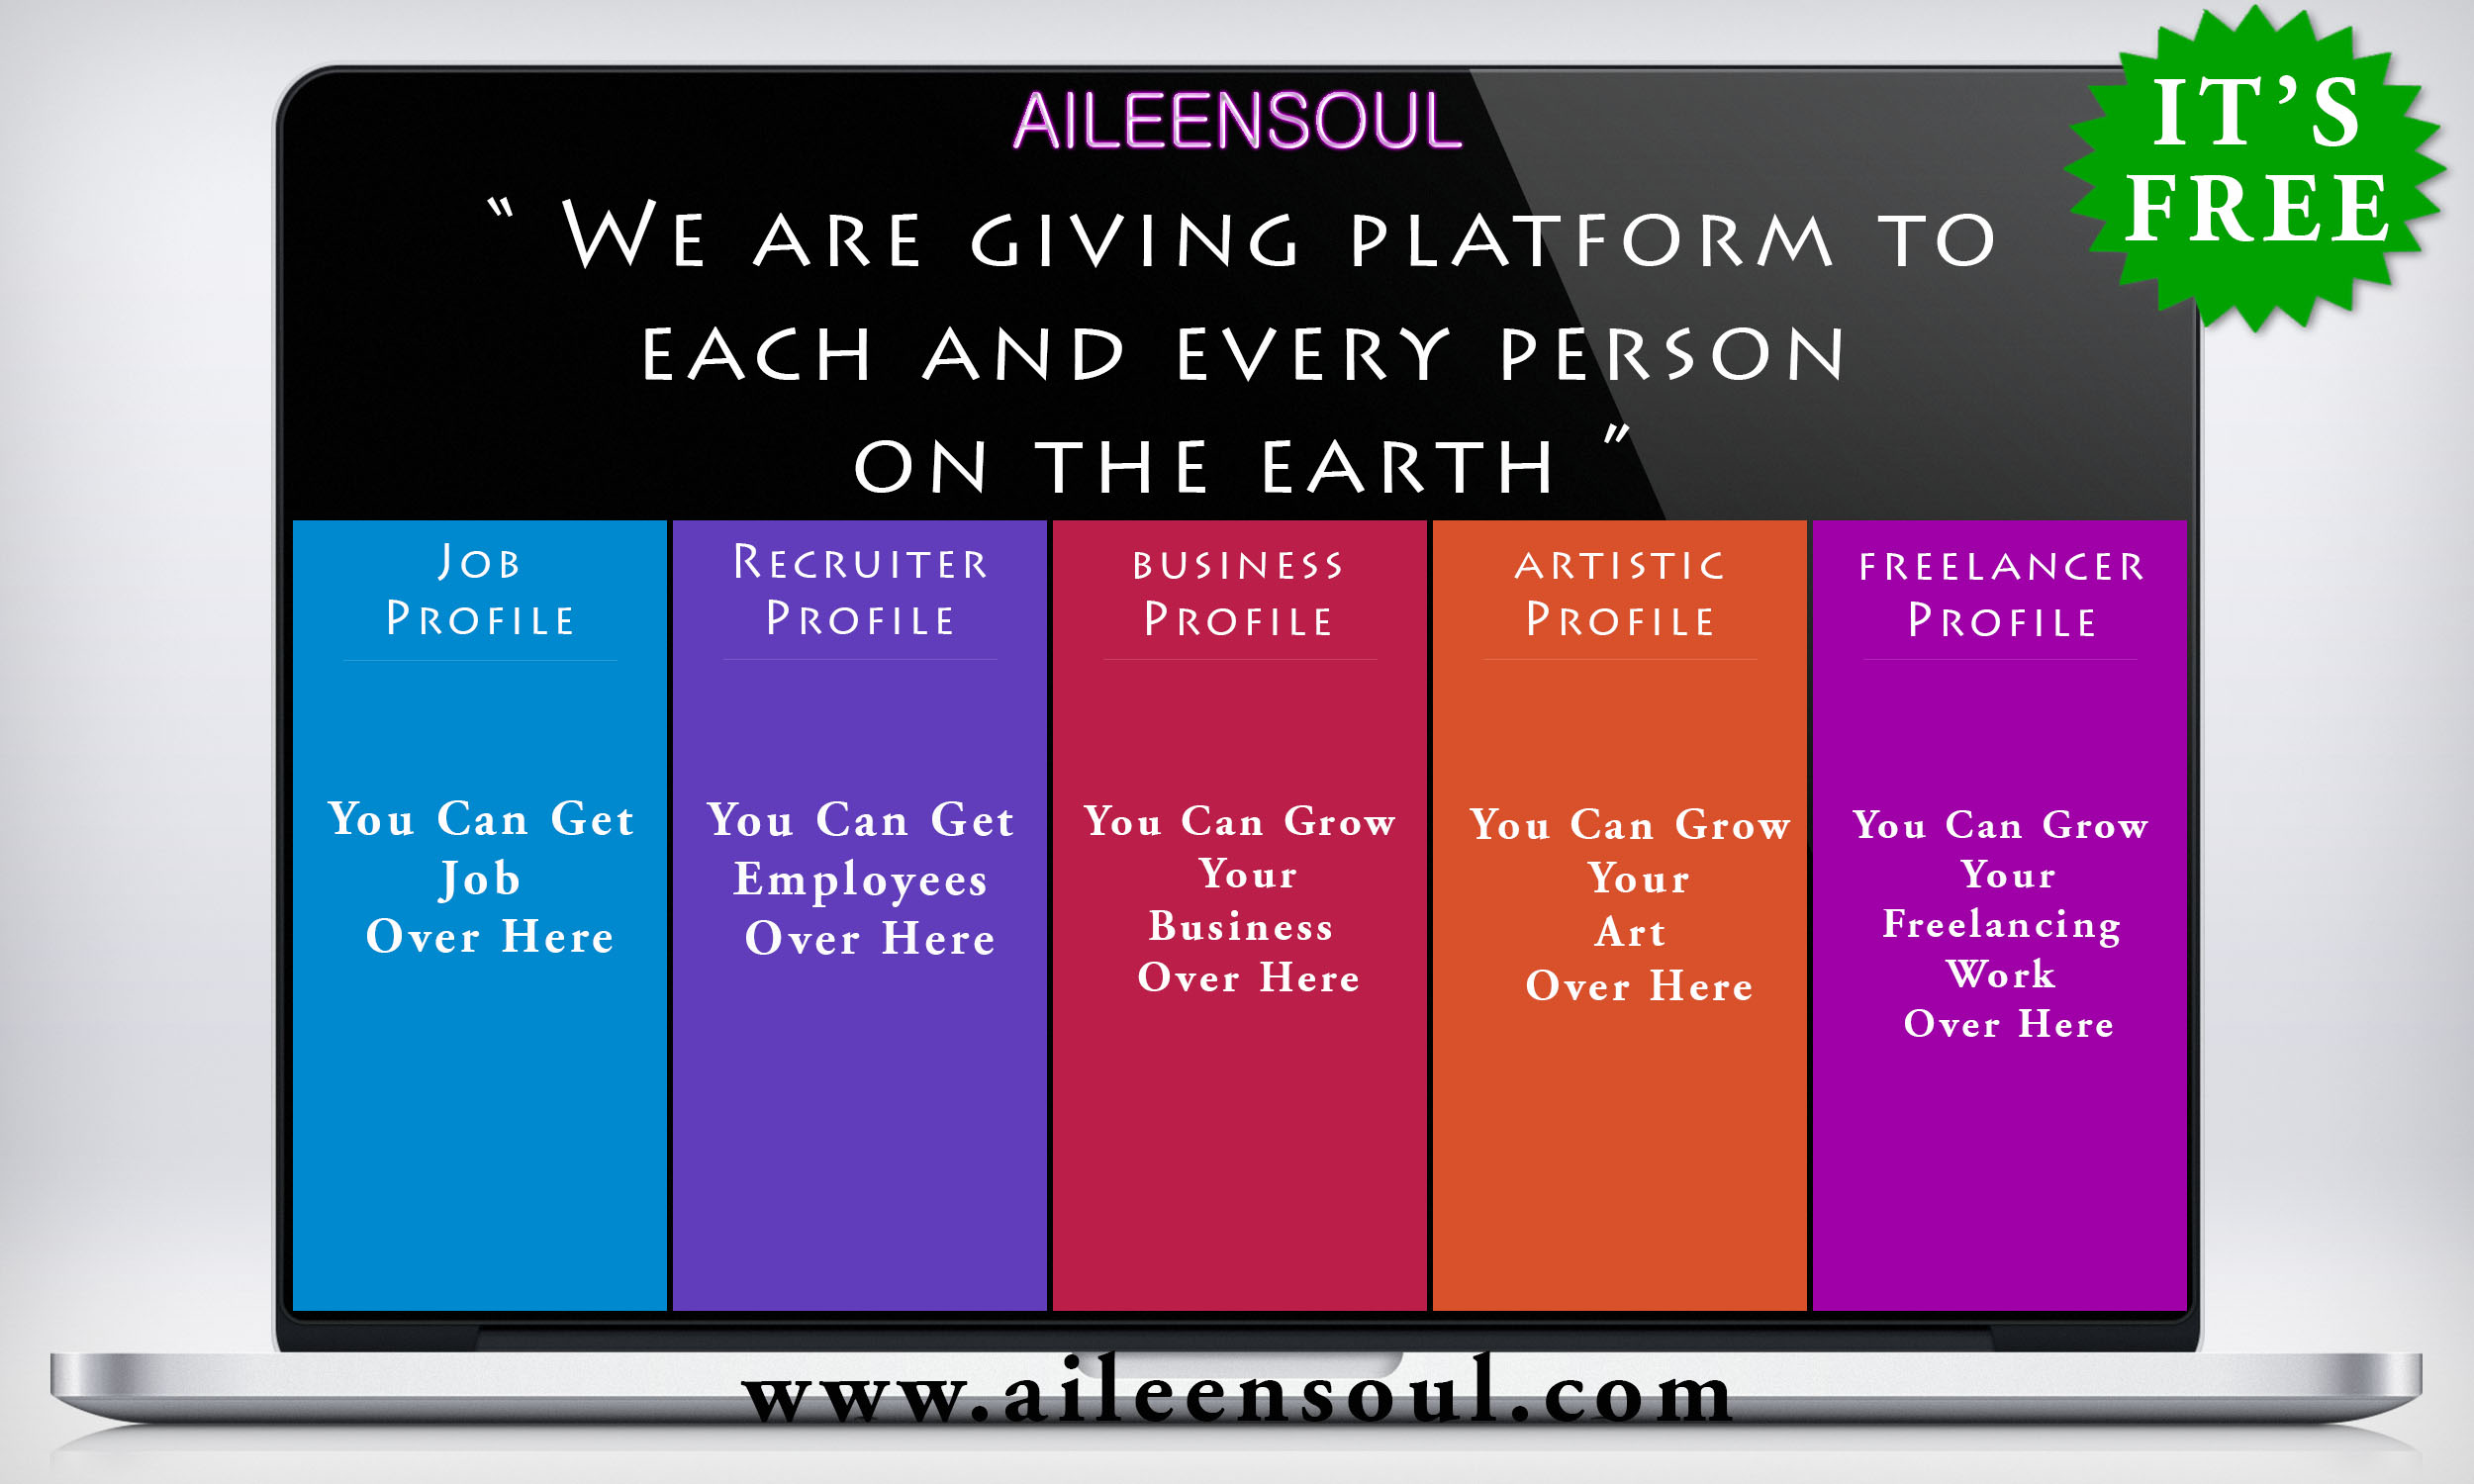 AILEENSOUL
IT’S
FREE
“ WE ARE GIVING PLATFORM TO
EACH AND EVERY PERSON
ON THE EARTH ”
JOB
PROFILE
You Can Get
Job
Over Here
RECRUITER
PROFILE
You Can Get
Employees
Over Here
BUSINESS
PROFILE
You Can Grow
Your
Business
Over Here
ARTISTIC
PROFILE
You Can Grow
Your
Art
Over Here
FREELANCER
PROFILE
You Can Grow
Your
Freelancing
Work
Over Here
www.aileensoul.com